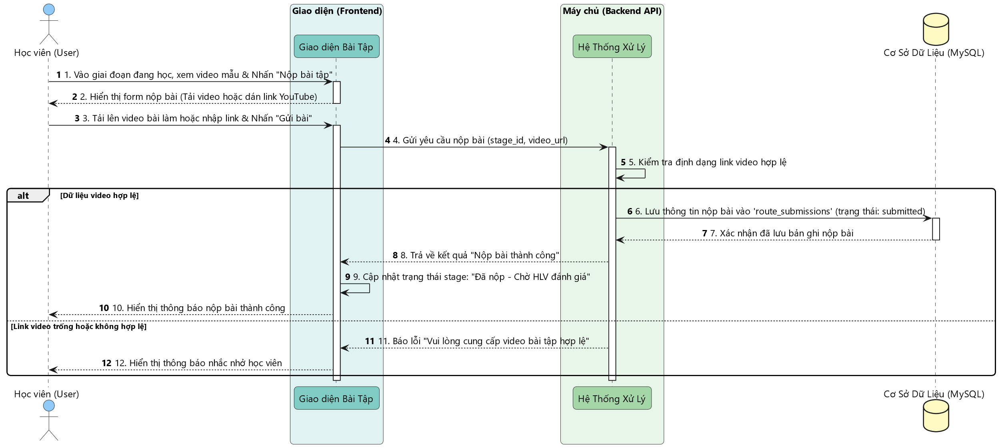 Giao diện (Frontend)
Máy chủ (Backend API)
Học viên (User)
Giao diện Bài Tập
Hệ Thống Xử Lý
Cơ Sở Dữ Liệu (MySQL)
1 1. Vào giai đoạn đang học, xem video mẫu & Nhấn "Nộp bài tập"
2 2. Hiển thị form nộp bài (Tải video hoặc dán link YouTube)
3 3. Tải lên video bài làm hoặc nhập link & Nhấn "Gửi bài"
4 4. Gửi yêu cầu nộp bài (stage_id, video_url)
5 5. Kiểm tra định dạng link video hợp lệ
alt [Dữ liệu video hợp lệ]
6 6. Lưu thông tin nộp bài vào 'route_submissions' (trạng thái: submitted)
7 7. Xác nhận đã lưu bản ghi nộp bài
8 8. Trả về kết quả "Nộp bài thành công"
9 9. Cập nhật trạng thái stage: "Đã nộp - Chờ HLV đánh giá"
10 10. Hiển thị thông báo nộp bài thành công
[Link video trống hoặc không hợp lệ]
11 11. Báo lỗi "Vui lòng cung cấp video bài tập hợp lệ"
12 12. Hiển thị thông báo nhắc nhở học viên
Học viên (User)
Giao diện Bài Tập
Hệ Thống Xử Lý
Cơ Sở Dữ Liệu (MySQL)